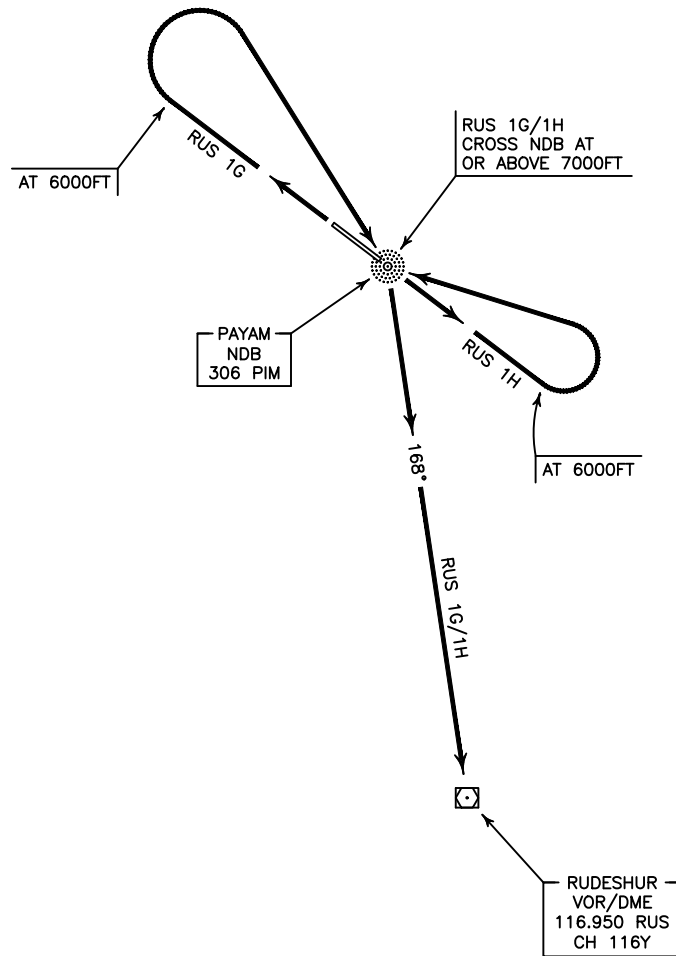 RUS 1G/1H
CROSS NDB AT
OR ABOVE 7000FT
RUS 1G
AT 6000FT
PAYAM
NDB
306 PIM
RUS 1H
AT 6000FT
168°
RUS 1G/1H
RUDESHUR
VOR/DME
116.950 RUS
CH 116Y